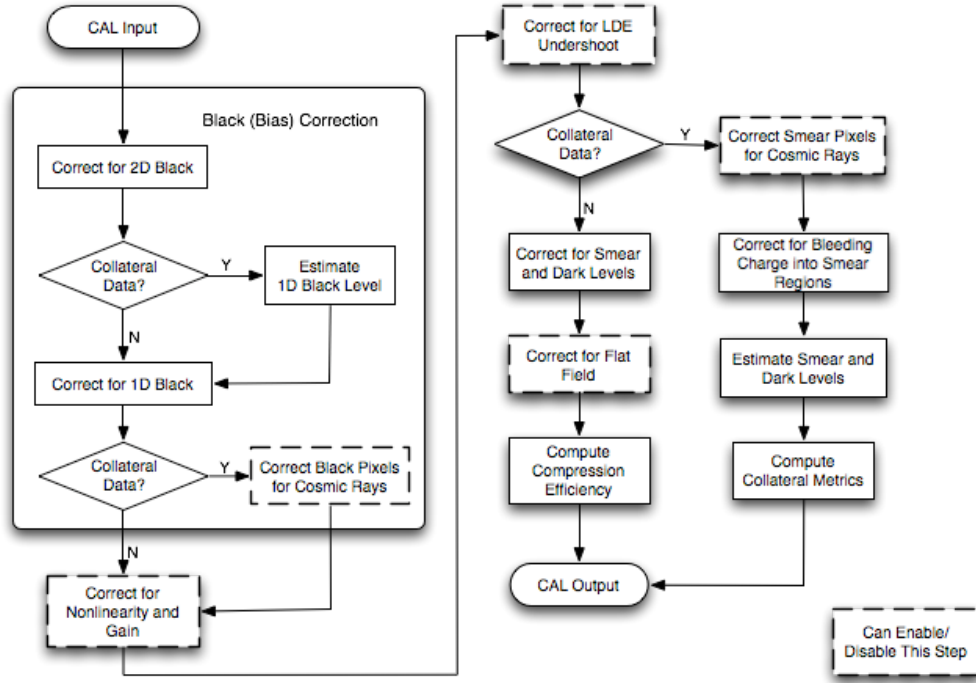 CAL Input
Black (Bias) Correction
Correct for 2D Black
Collateral
Data?
Y
Estimate
1D Black Level
N
Correct for 1D Black
Collateral
Data?
Y
Correct Black Pixels
for Cosmic Rays
N
Correct for
Nonlinearity and
Gain
Correct for LDE
Undershoot
Collateral
Data?
Y
Correct Smear Pixels
for Cosmic Rays
N
Correct for Smear
and Dark Levels
Correct for Bleeding
Charge into Smear
Regions
Correct for Flat
Field
Estimate Smear and
Dark Levels
Compute
Compression
Efficiency
Compute
Collateral Metrics
CAL Output
Can Enable/
Disable This Step